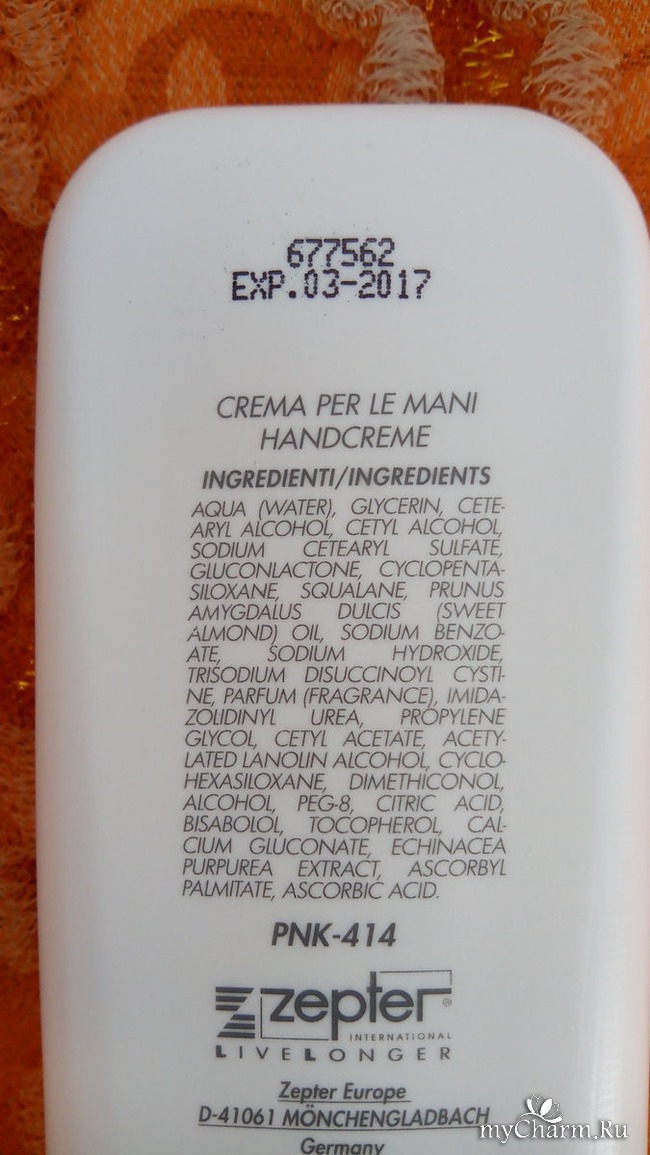 677562
EXP.03-2017
CREMA PER LE MANI
HANDCREME
INGREDIENTI/INGREDIENTS
AQUA (WATER), GLYCERIN, CETE-
ARYL ALCOHOL, CETYL ALCOHOL,
SODIUM CETEARYL SULFATE,
GLUCONLACTONE, CYCLOPENTA-
SILOXANE, SQUALANE, PRUNUS
AMYGDALUS DULCIS (SWEET
ALMOND) OIL, SODIUM BENZO-
ATE, SODIUM HYDROXIDE,
TRISODIUM DISUCCINOYL CYSTI-
NE, PARFUM (FRAGRANCE), IMIDA-
ZOLIDINYL UREA, PROPYLENE
GLYCOL, CETYL ACETATE, ACETY-
LATED LANOLIN ALCOHOL, CYCLO-
HEXASILOXANE, DIMETHICONOL,
ALCOHOL, PEG-8, CITRIC ACID,
BISABOLOL, TOCOPHEROL, CAL-
CIUM GLUCONATE, ECHINACEA
PURPUREA EXTRACT, ASCORBYL
PALMITATE, ASCORBIC ACID.
PNK-414
zepter®
INTERNATIONAL
LIVELONGER
Zepter Europe
D-41061 MÖNCHENGLADBACH
Germany
myCharm.Ru